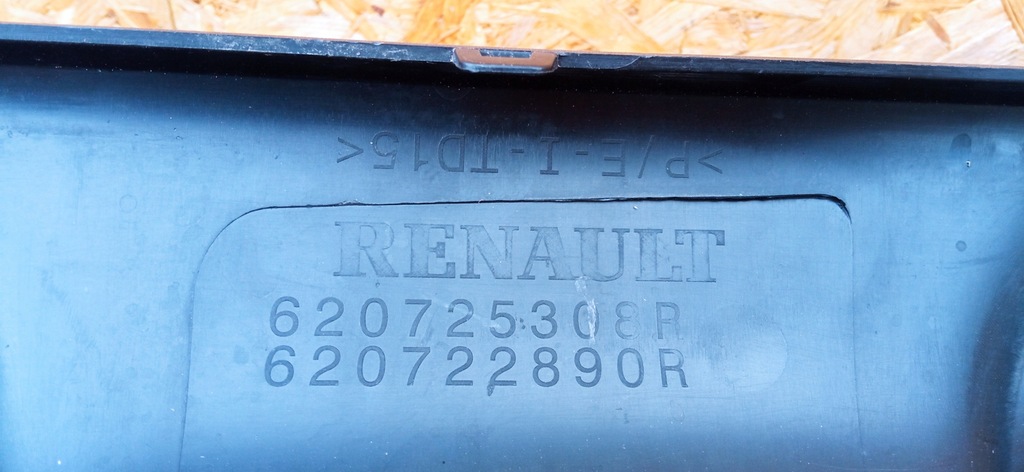 >P/E-I-TD15<
RENAULT
620725308R
620722890R